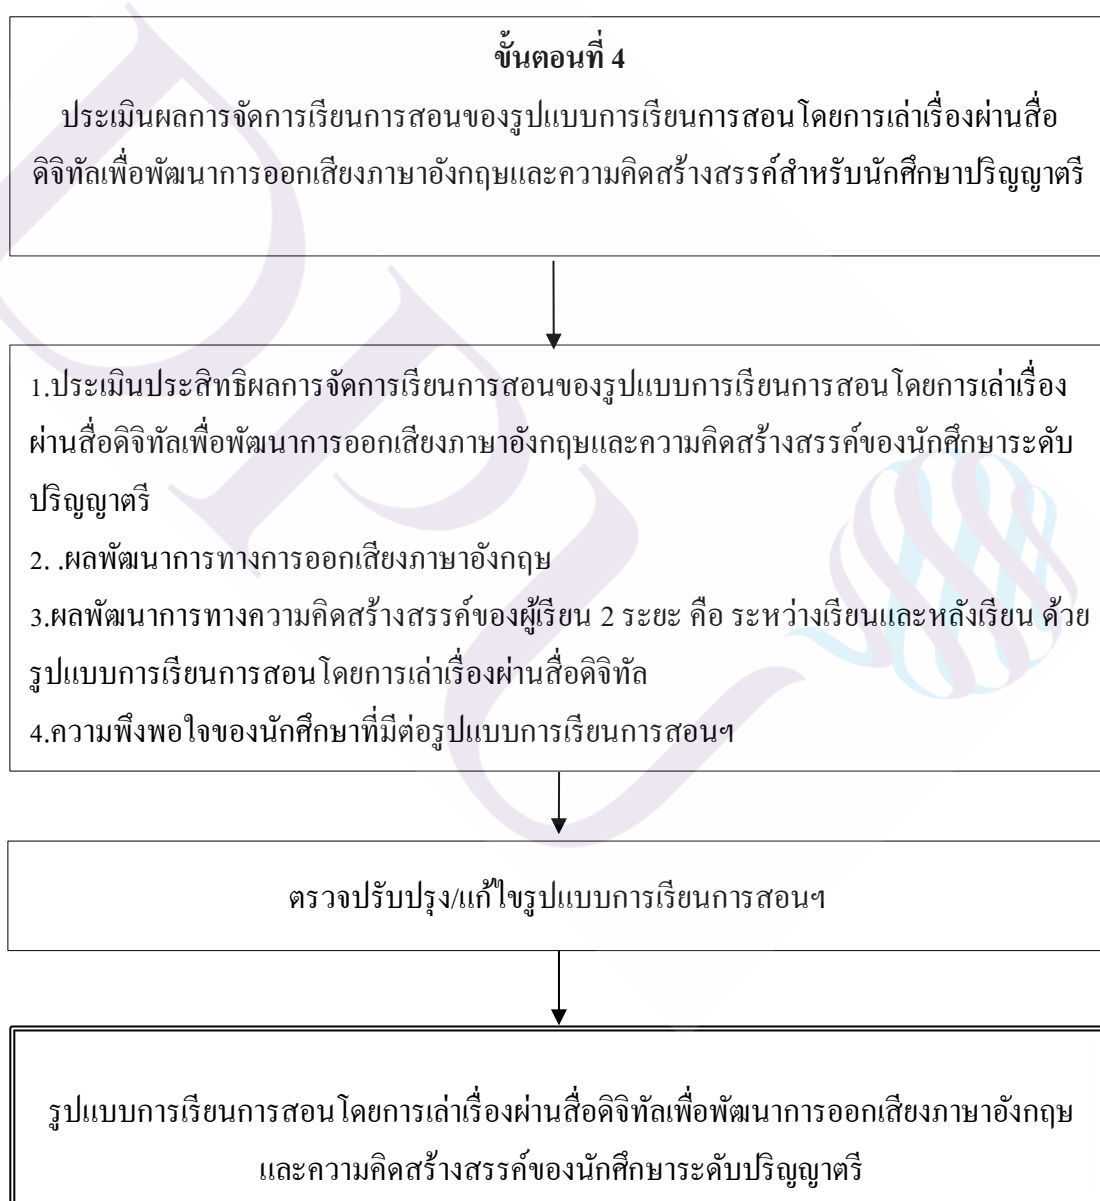 ขั้นตอนที่ 4
ประเมินผลการจัดการเรียนการสอนของรูปแบบการเรียนการสอนโดยการเล่าเรื่องผ่านสื่อ
ดิจิทัลเพื่อพัฒนาการออกเสียงภาษาอังกฤษและความคิดสร้างสรรค์สำหรับนักศึกษาปริญญาตรี
1.ประเมินประสิทธิผลการจัดการเรียนการสอนของรูปแบบการเรียนการสอนโดยการเล่าเรื่อง
ผ่านสื่อดิจิทัลเพื่อพัฒนาการออกเสียงภาษาอังกฤษและความคิดสร้างสรรค์ของนักศึกษาระดับ
ปริญญาตรี
2. .ผลพัฒนาการทางการออกเสียงภาษาอังกฤษ
3.ผลพัฒนาการทางความคิดสร้างสรรค์ของผู้เรียน 2 ระยะ คือ ระหว่างเรียนและหลังเรียน ด้วย
รูปแบบการเรียนการสอนโดยการเล่าเรื่องผ่านสื่อดิจิทัล
4.ความพึงพอใจของนักศึกษาที่มีต่อรูปแบบการเรียนการสอนฯ
ตรวจปรับปรุง/แก้ไขรูปแบบการเรียนการสอนฯ
รูปแบบการเรียนการสอนโดยการเล่าเรื่องผ่านสื่อดิจิทัลเพื่อพัฒนาการออกเสียงภาษาอังกฤษ
และความคิดสร้างสรรค์ของนักศึกษาระดับปริญญาตรี
DPU